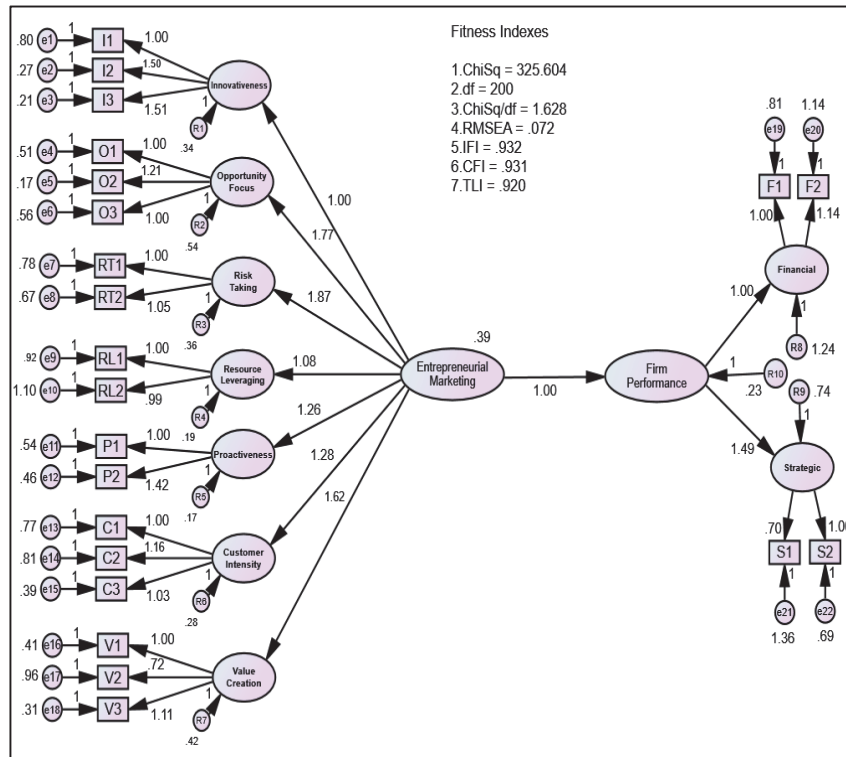 Fitness Indexes
1.ChiSq = 325.604
2.df = 200
3.ChiSq/df = 1.628
4.RMSEA = .072
5.IFI = .932
6.CFI = .931
7.TLI = .920
.80 e1 1 I1 1.00
.27 e2 1 I2 1.50
.21 e3 1 I3 1.51
Innovativeness
1
R1
.34
.51 e4 1 O1 1.00
.17 e5 1 O2 1.21
.56 e6 1 O3 1.00
Opportunity
Focus
1
R2
.54
.78 e7 1 RT1 1.00
.67 e8 1 RT2 1.05
Risk
Taking
1
R3
.36
.92 e9 1 RL1 1.00
1.10 e10 1 RL2 .99
Resource
Leveraging
1
R4
.19
.54 e11 1 P1 1.00
.46 e12 1 P2 1.42
Proactiveness
1
R5
.17
.77 e13 1 C1 1.00
.81 e14 1 C2 1.16
.39 e15 1 C3 1.03
Customer
Intensity
1
R6
.28
.41 e16 1 V1 1.00
.96 e17 1 V2 .72
.31 e18 1 V3 1.11
Value
Creation
1
R7
.42
1.00
1.77
1.87
1.08
1.26
1.28
1.62
.39
Entrepreneurial
Marketing
1.00
Firm
Performance
1
R10
.23
1.00
1.49
.81 1.14
e19 e20
1 1
F1 F2
1.00 1.14
Financial
1
R8 1.24
R9 .74
1
Strategic
.70 1.00
S1 S2
1 1
e21 e22
1.36 .69